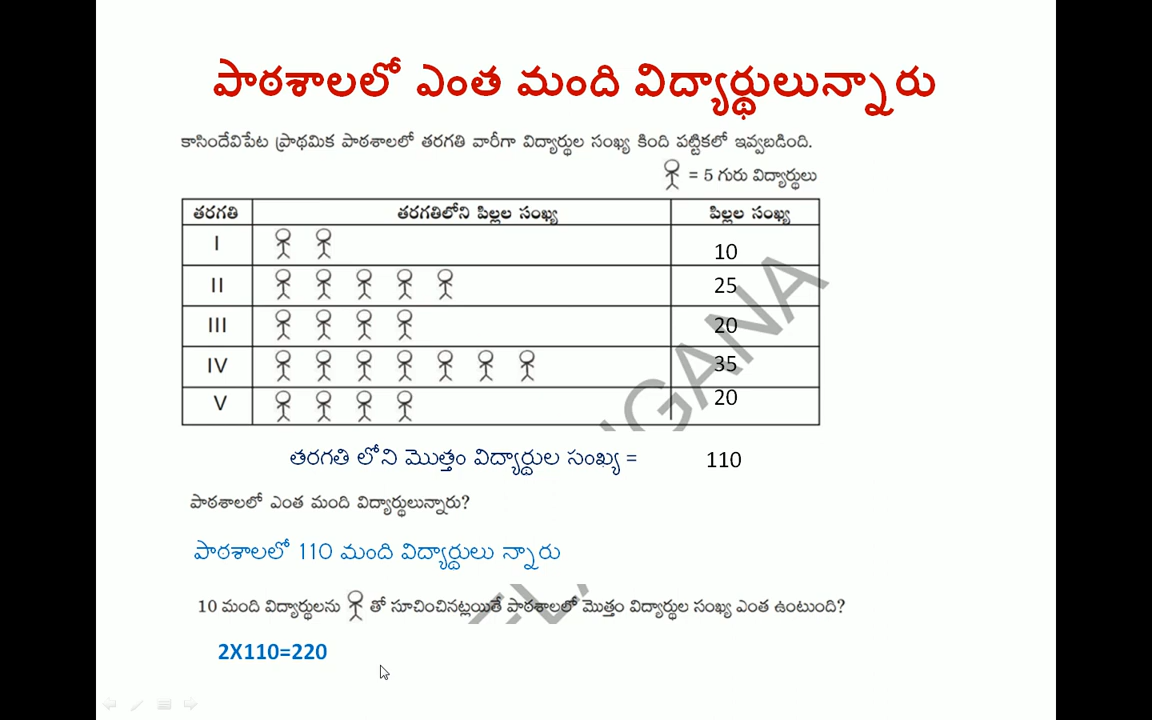 పాఠశాలలో ఎంత మంది విద్యార్థులున్నారు
కాసిందేవిపేట ప్రాథమిక పాఠశాలలో తరగతి వారీగా విద్యార్థుల సంఖ్య కింది పట్టికలో ఇవ్వబడింది.
= 5 గురు విద్యార్థులు
తరగతి తరగతిలోని పిల్లల సంఖ్య పిల్లల సంఖ్య
I 10
II 25
III 20
IV 35
V 20
తరగతి లోని మొత్తం విద్యార్దుల సంఖ్య = 110
పాఠశాలలో ఎంత మంది విద్యార్థులున్నారు?
పాఠశాలలో 110 మంది విద్యార్దులు న్నారు
10 మంది విద్యార్థులను తో సూచించినట్లయితే పాఠశాలలో మొత్తం విద్యార్థుల సంఖ్య ఎంత ఉంటుంది?
2X110=220